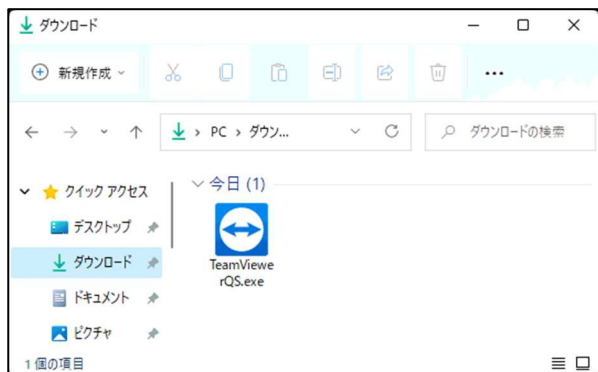 ダウンロード
新規作成
PC › ダウン...
ダウンロードの検索
クイック アクセス
デスクトップ
ダウンロード
ドキュメント
ピクチャ
今日 (1)
TeamViewe
rQS.exe
1 個の項目